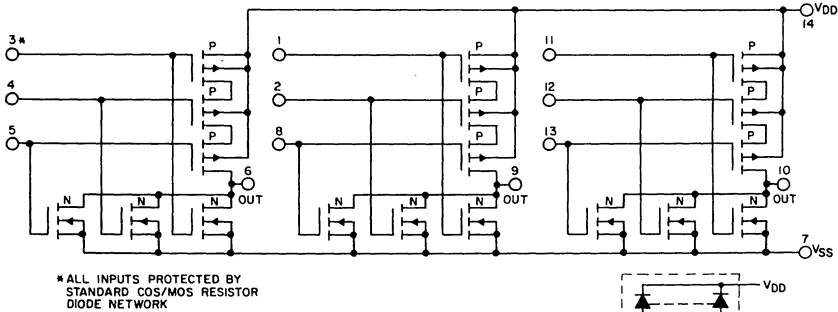 VDD
14
3*
4
5
P
P
P
6
OUT
N
N
N
1
2
8
P
P
P
9
OUT
N
N
N
11
12
13
P
P
P
10
OUT
N
N
N
7
VSS
* ALL INPUTS PROTECTED BY
STANDARD COS/MOS RESISTOR
DIODE NETWORK
VDD